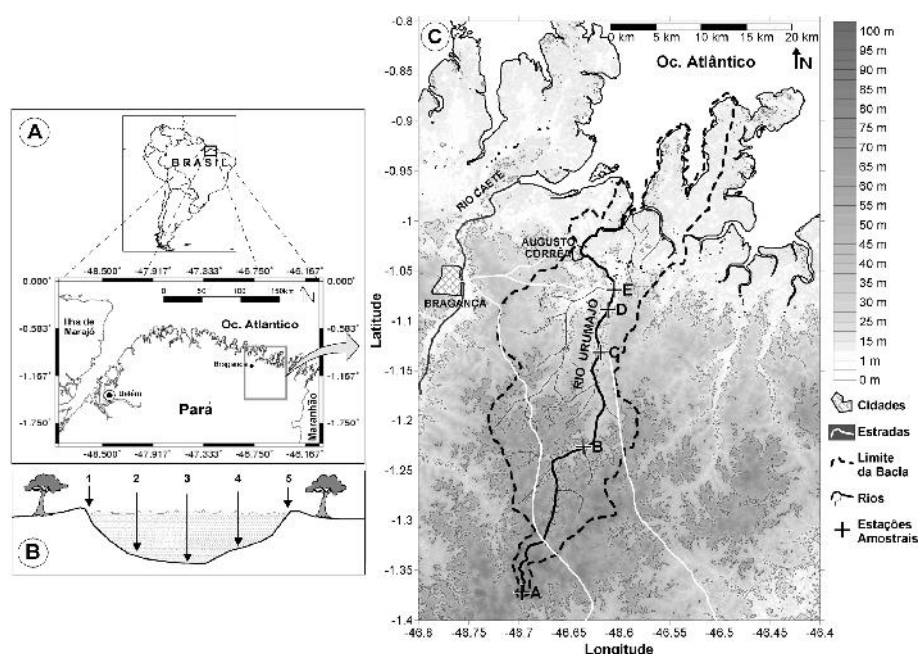 A
BRASIL
-48.500 -47.917 -47.333 -46.750 -46.167
0.000° 0.000°
0 50 100 150km
Ilha de
Marajó
Oc. Atlantico
-0.583 -0.583
Bragança
-1.167 -1.167
Belém
Pará
Maranhão
-1.750 -1.750
-48.500 -47.917 -47.333 -46.750 -46.167
B
1 2 3 4 5
C
0 km 5 km 10 km 15 km 20 km
Oc. Atlântico
N
RIO CAETÉ
AUGUSTO
CORRÊA
BRAGANÇA
RIO URUMAJÓ
E
D
C
B
A
Latitude
-0.8
-0.85
-0.9
-0.95
-1
-1.05
-1.1
-1.15
-1.2
-1.25
-1.3
-1.35
-1.4
-46.8 -46.75 -46.7 -46.65 -46.6 -46.55 -46.5 -46.45 -46.4
Longitude
100 m
95 m
90 m
85 m
80 m
75 m
70 m
65 m
60 m
55 m
50 m
45 m
40 m
35 m
30 m
25 m
20 m
15 m
10 m
5 m
1 m
0 m
Cidades
Estradas
Limite
da Bacia
Rios
Estações
Amostrais